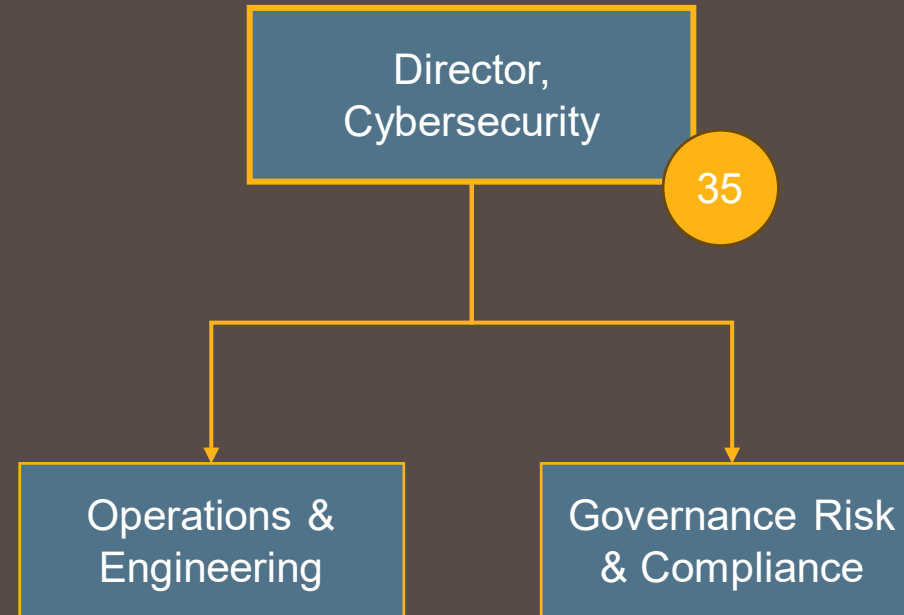 Director,
Cybersecurity
35
Operations &
Engineering
Governance Risk
& Compliance